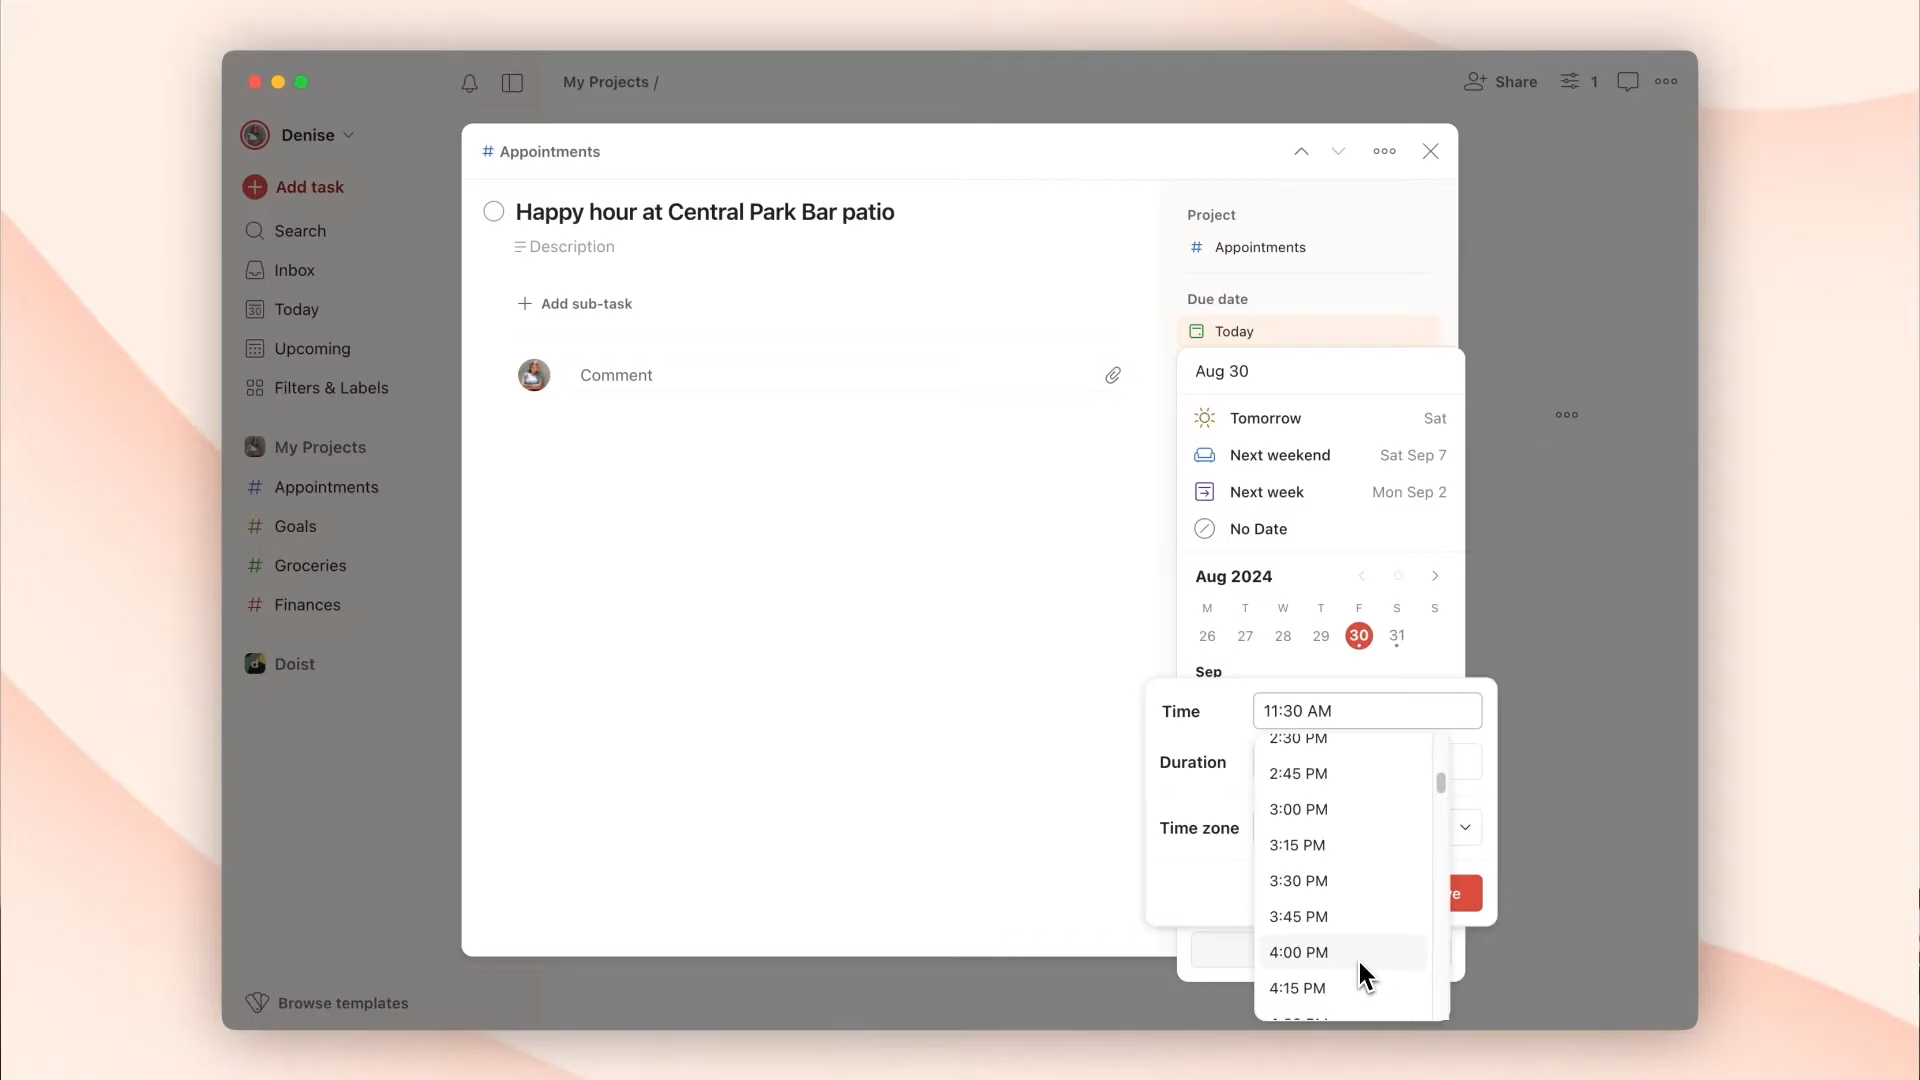 My Projects /
Share
1
Denise
Add task
Search
Inbox
30
Today
Upcoming
Filters & Labels
My Projects
# Appointments
# Goals
# Groceries
# Finances
Doist
Browse templates
# Appointments
Happy hour at Central Park Bar patio
Description
+ Add sub-task
Comment
Project
# Appointments
Due date
Today
Aug 30
Tomorrow Sat
Next weekend Sat Sep 7
Next week Mon Sep 2
No Date
Aug 2024
M T W T F S S
26 27 28 29 30 31
Sep
Time 11:30 AM
Duration
Time zone
2:30 PM
2:45 PM
3:00 PM
3:15 PM
3:30 PM
3:45 PM
4:00 PM
4:15 PM